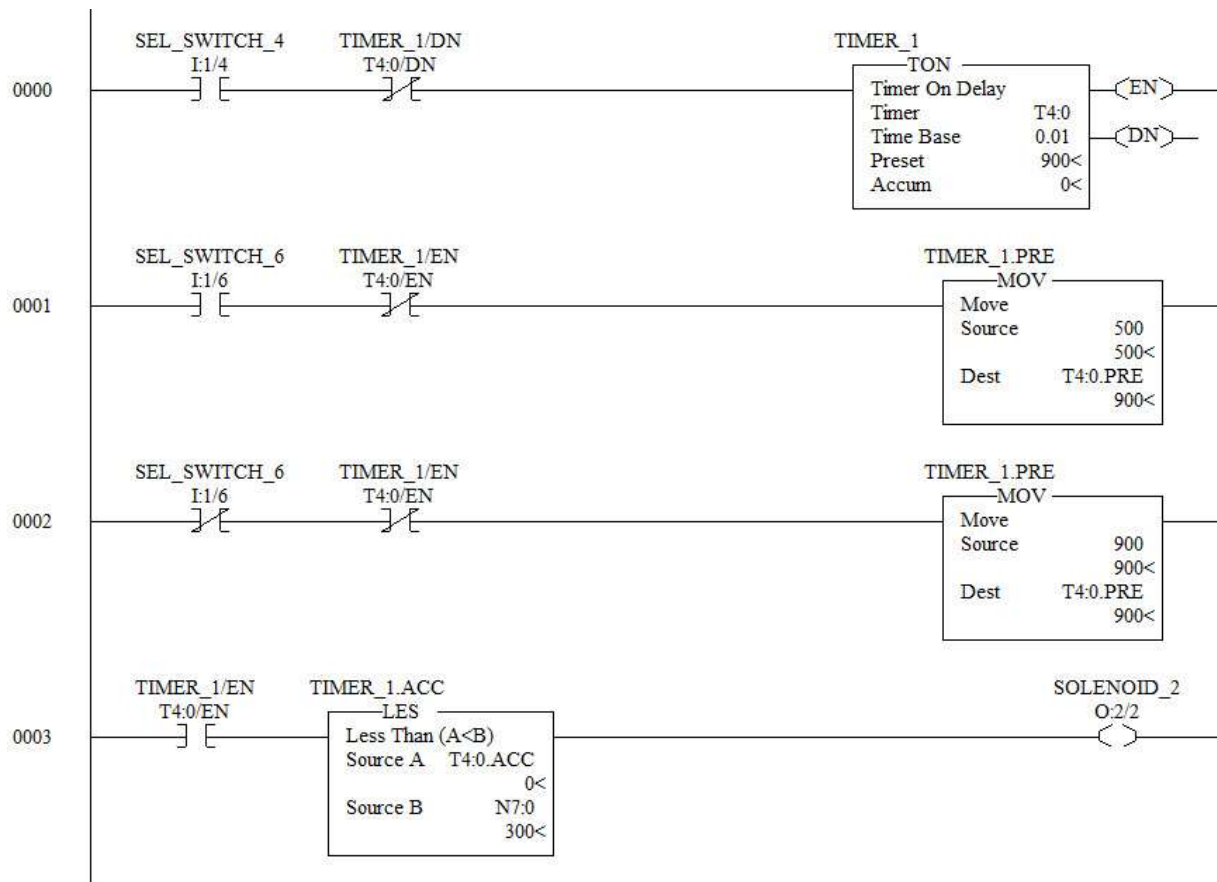 SEL_SWITCH_4 TIMER_1/DN TIMER_1
I:1/4 T4:0/DN TON
0000 Timer On Delay EN
Timer T4:0
Time Base 0.01 DN
Preset 900<
Accum 0<
SEL_SWITCH_6 TIMER_1/EN TIMER_1.PRE
I:1/6 T4:0/EN MOV
0001 Move
Source 500
500<
Dest T4:0.PRE
900<
SEL_SWITCH_6 TIMER_1/EN TIMER_1.PRE
I:1/6 T4:0/EN MOV
0002 Move
Source 900
900<
Dest T4:0.PRE
900<
TIMER_1/EN TIMER_1.ACC SOLENOID_2
T4:0/EN LES O:2/2
0003 Less Than (A<B)
Source A T4:0.ACC
0<
Source B N7:0
300<